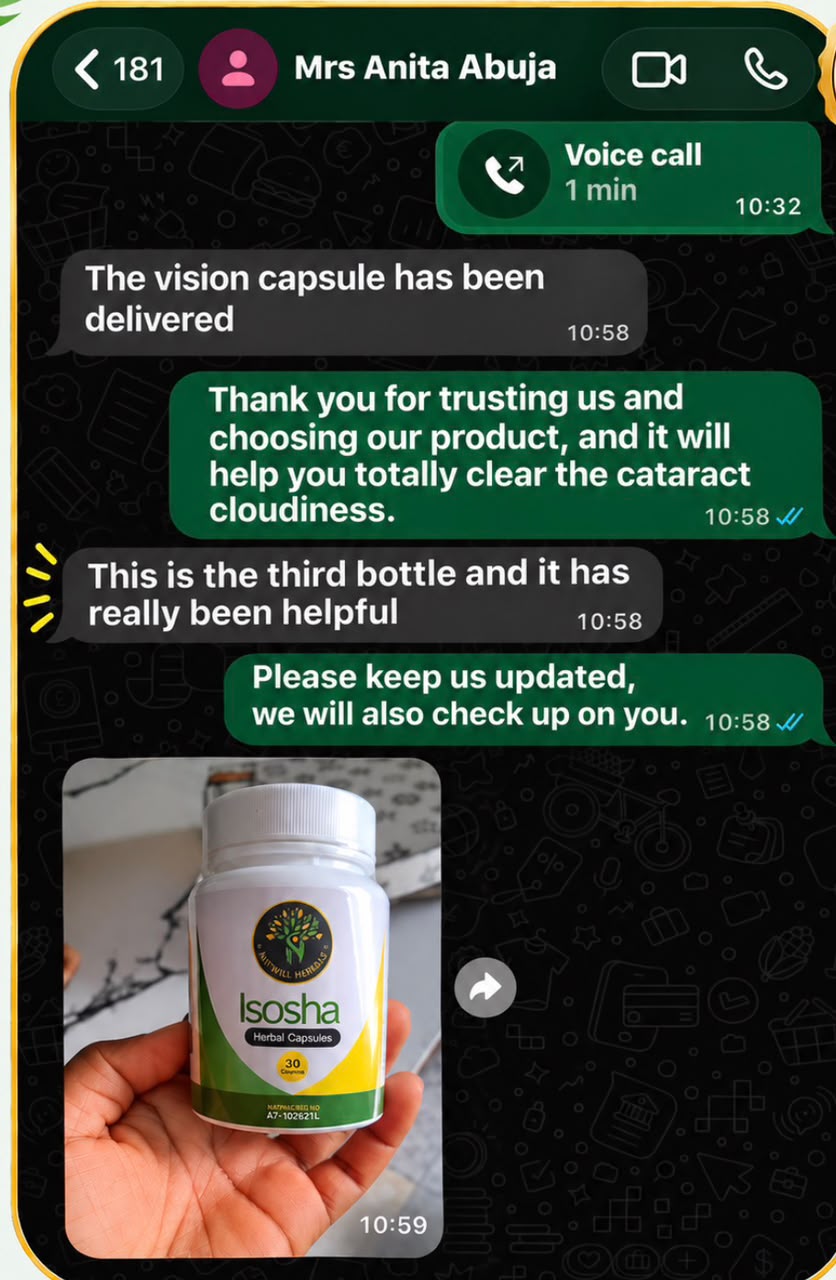 181
Mrs Anita Abuja
Voice call
1 min
10:32
The vision capsule has been
delivered
10:58
Thank you for trusting us and
choosing our product, and it will
help you totally clear the cataract
cloudiness.
10:58
This is the third bottle and it has
really been helpful
10:58
Please keep us updated,
we will also check up on you.
10:58
HERBALS
Isosha
Herbal Capsules
30
A7-102621L
10:59